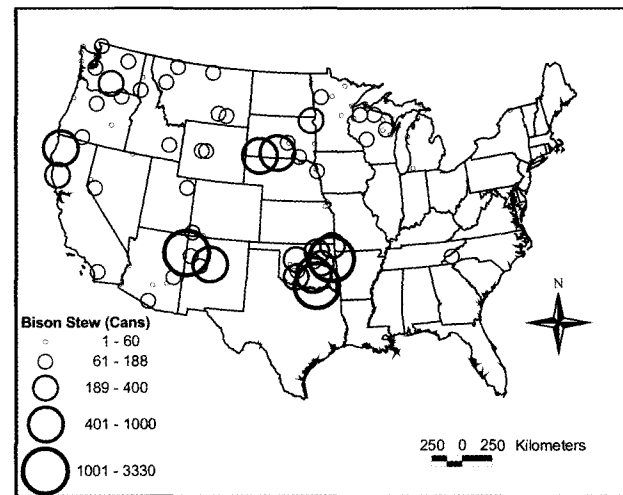 N
Bison Stew (Cans)
1 - 60
61 - 188
189 - 400
401 - 1000
1001 - 3330
250 0 250 Kilometers